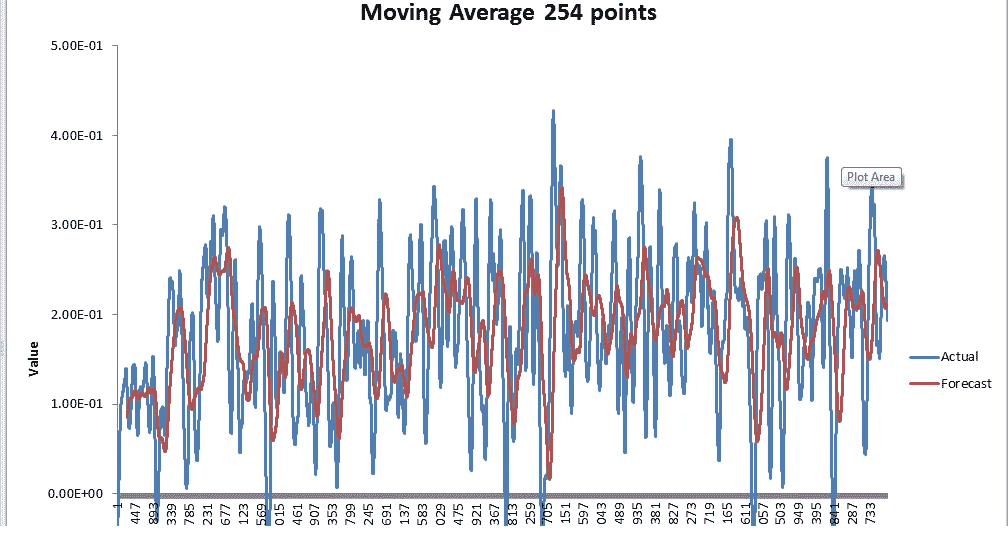 Moving Average 254 points
5.00E-01
4.00E-01
3.00E-01
2.00E-01
1.00E-01
0.00E+00
Value
Plot Area
Actual
Forecast
1 447 893 339 785 231 677 123 569 015 461 907 353 799 245 691 137 583 029 475 921 367 813 259 705 151 597 043 489 935 381 827 273 719 165 611 057 503 949 395 841 287 733